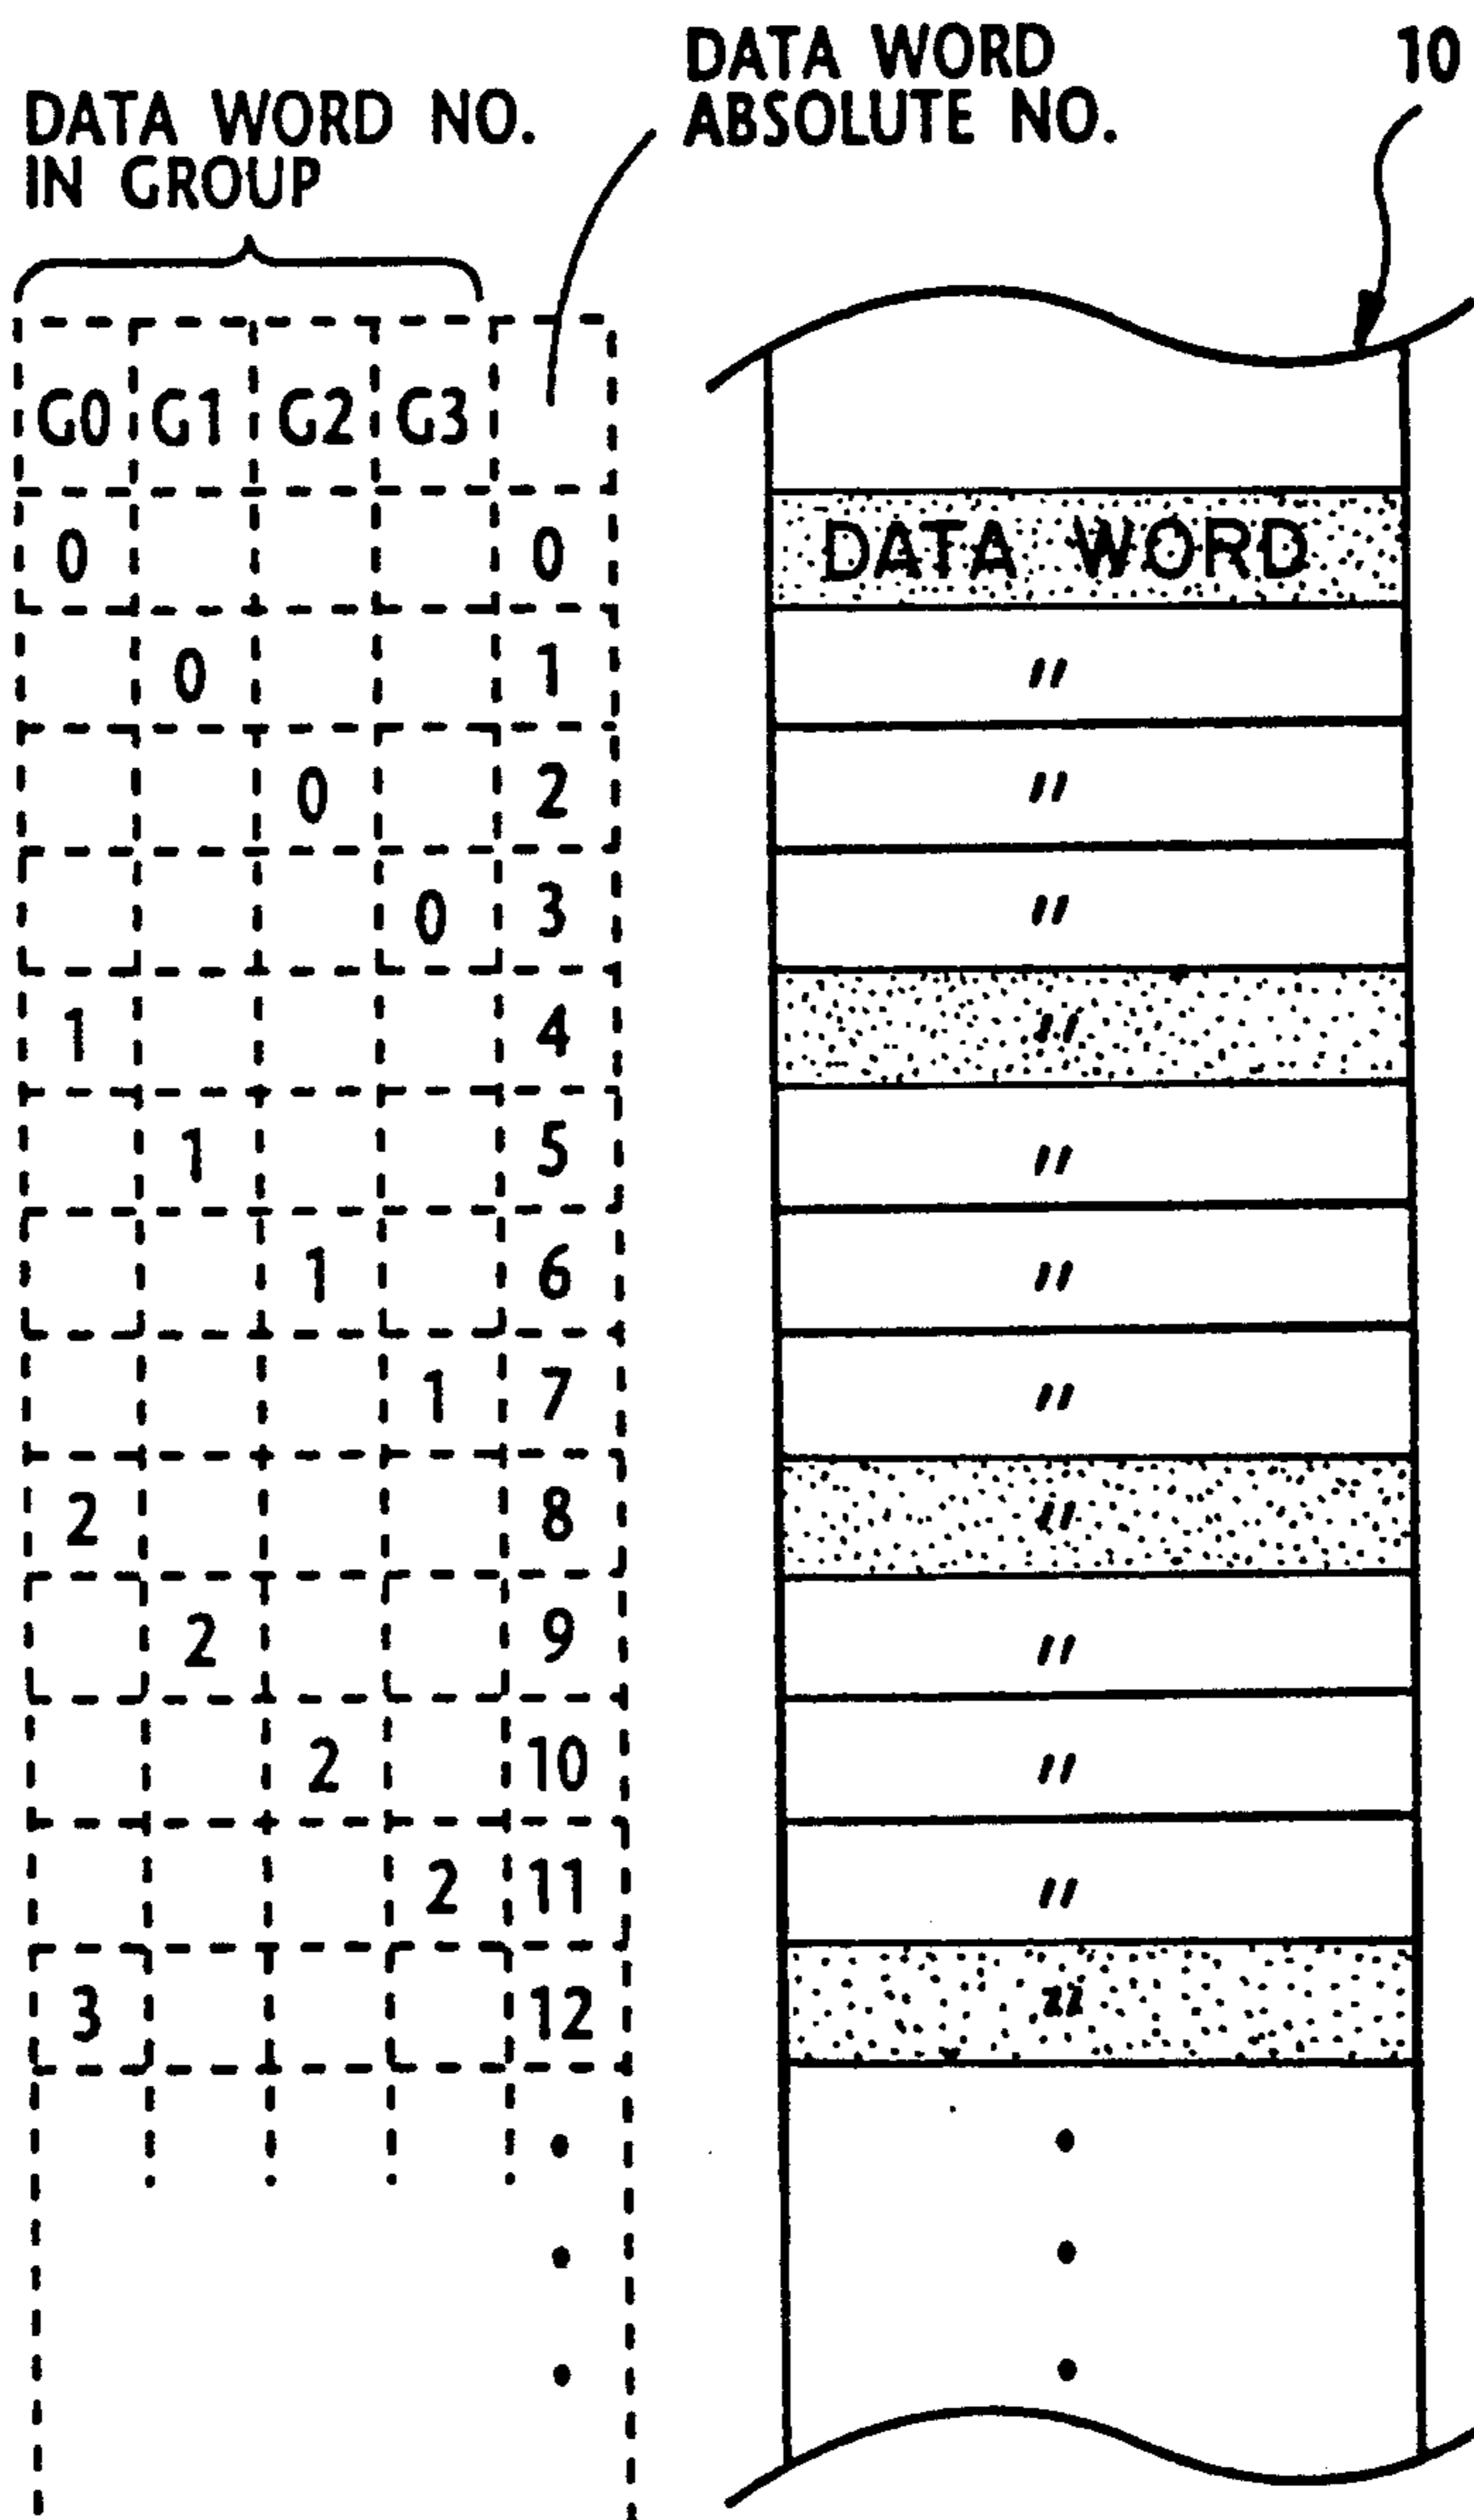 DATA WORD NO.
IN GROUP
DATA WORD
ABSOLUTE NO.
10
G0 G1 G2 G3
0 0 DATA WORD
0 1 〃
0 2 〃
0 3 〃
1 4 〃
1 5 〃
1 6 〃
1 7 〃
2 8 〃
2 9 〃
2 10 〃
2 11 〃
3 12 〃